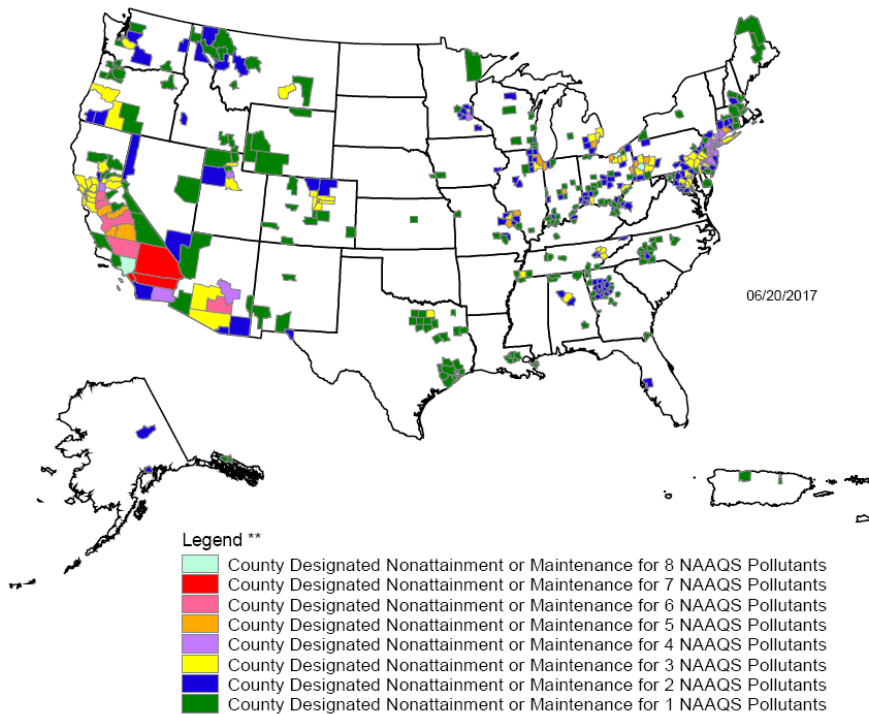 06/20/2017
Legend **
County Designated Nonattainment or Maintenance for 8 NAAQS Pollutants
County Designated Nonattainment or Maintenance for 7 NAAQS Pollutants
County Designated Nonattainment or Maintenance for 6 NAAQS Pollutants
County Designated Nonattainment or Maintenance for 5 NAAQS Pollutants
County Designated Nonattainment or Maintenance for 4 NAAQS Pollutants
County Designated Nonattainment or Maintenance for 3 NAAQS Pollutants
County Designated Nonattainment or Maintenance for 2 NAAQS Pollutants
County Designated Nonattainment or Maintenance for 1 NAAQS Pollutants